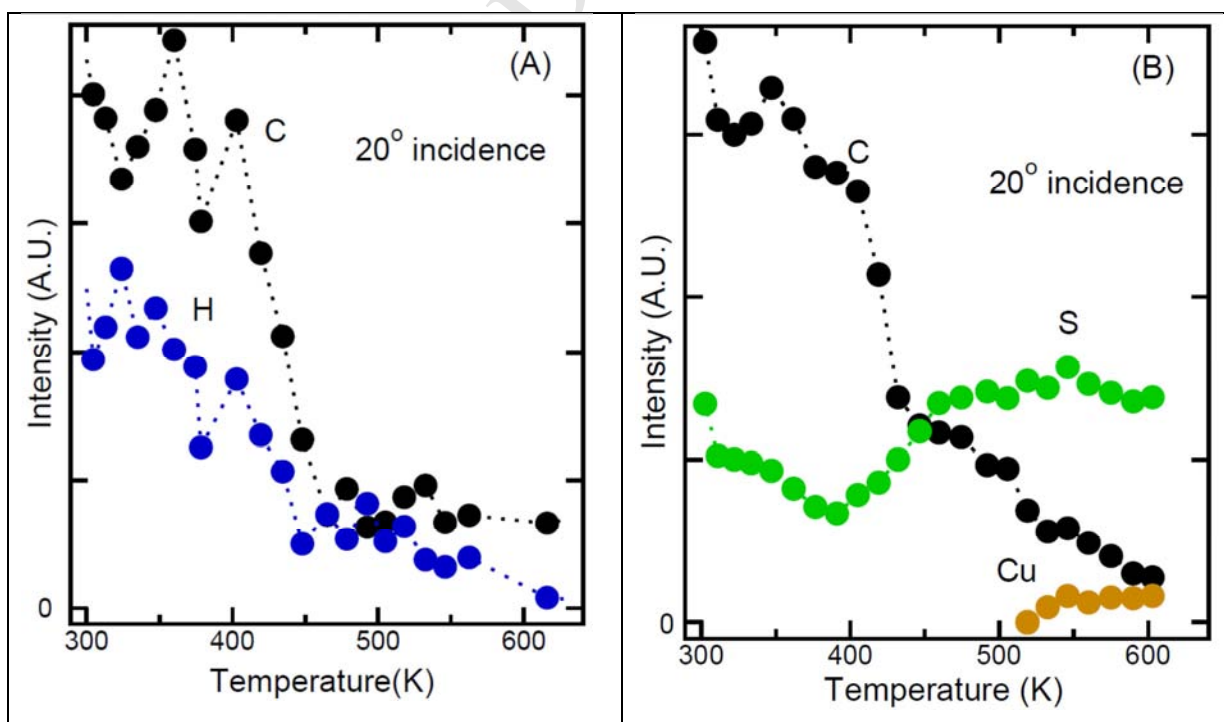 (A)
C
20° incidence
H
Intensity (A.U.)
0
300 400 500 600
Temperature(K)
(B)
C
20° incidence
S
Cu
Intensity (A.U.)
0
300 400 500 600
Temperature (K)